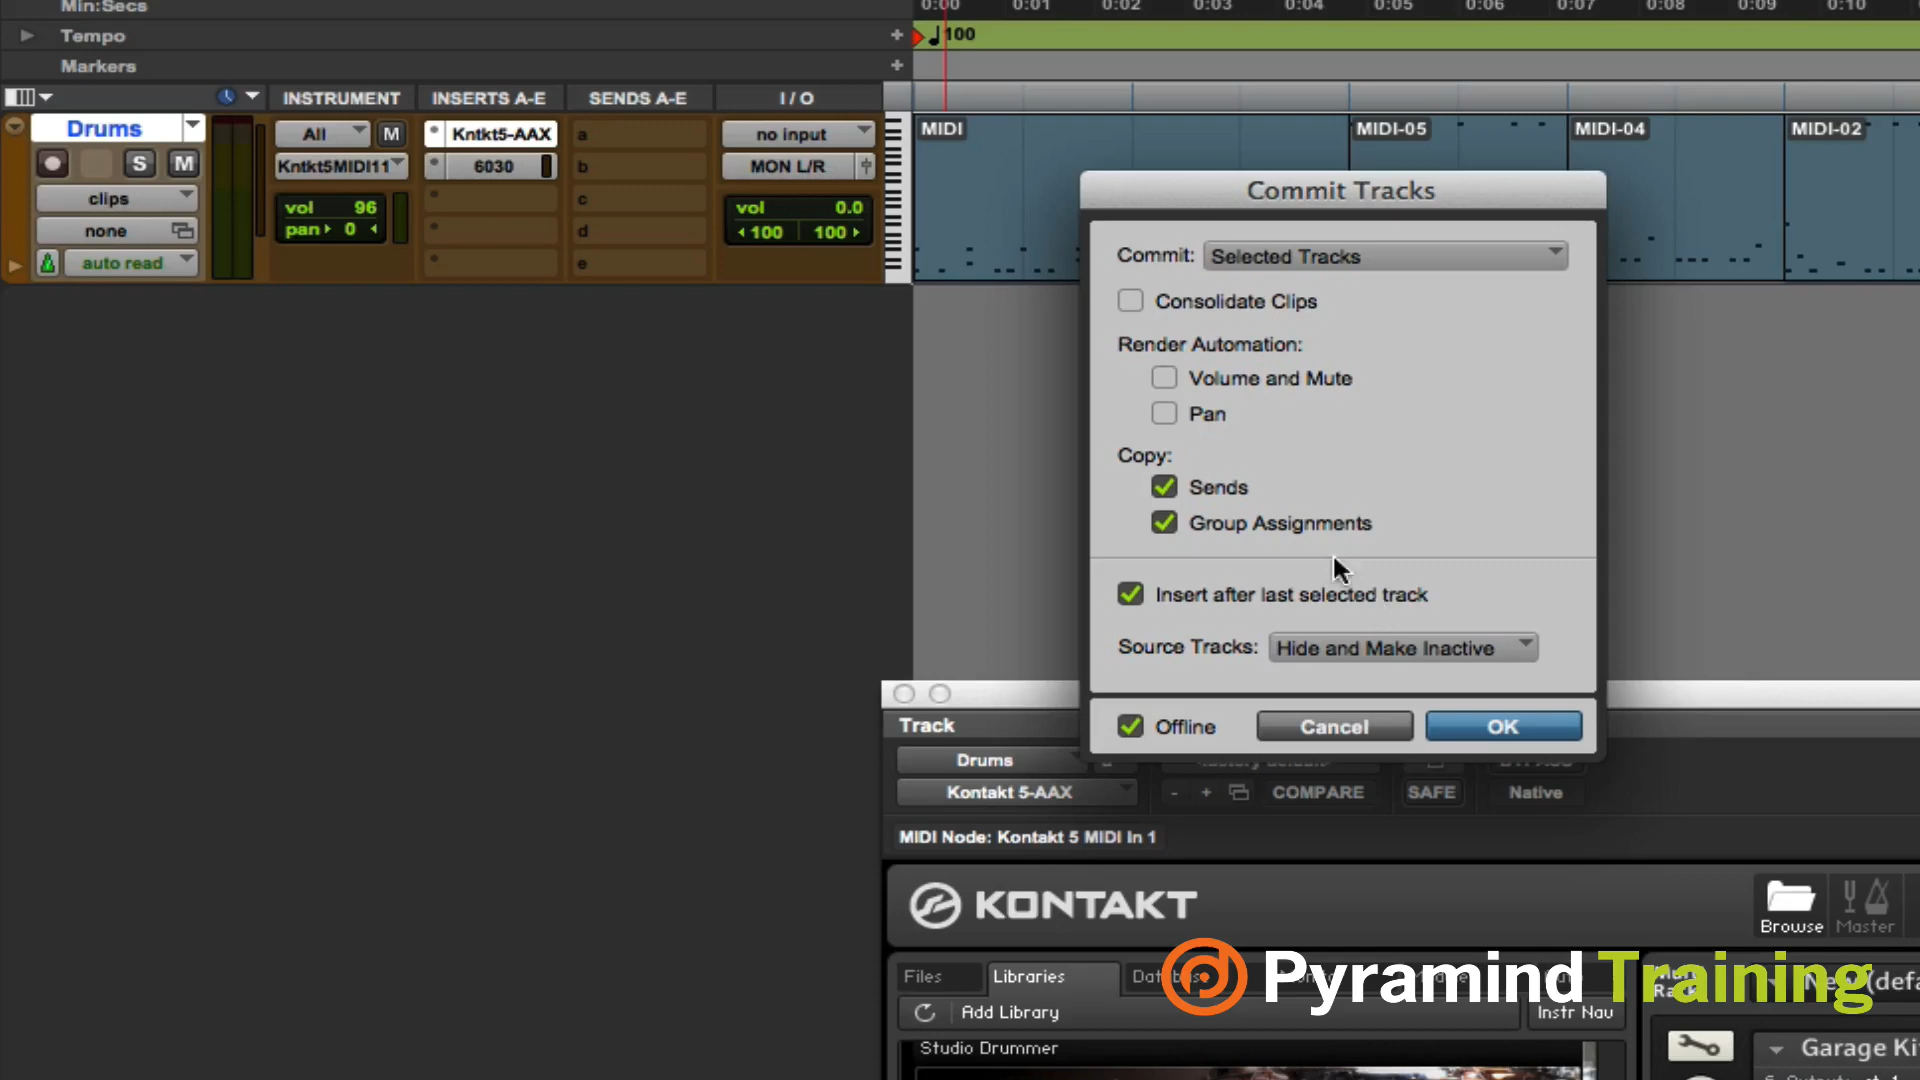 Min:Secs
0:00 0:01 0:02 0:03 0:04 0:05 0:06 0:07 0:08 0:09 0:10
Tempo + 100
Markers +
INSTRUMENT INSERTS A-E SENDS A-E I / O
Drums All M Kntkt5-AAX a no input MIDI MIDI-05 MIDI-04 MIDI-02
S M Kntkt5MIDI11 6030 b MON L/R
clips vol 96 c vol 0.0
none pan 0 d 100 100
auto read e
Commit Tracks
Commit: Selected Tracks
Consolidate Clips
Render Automation:
Volume and Mute
Pan
Copy:
Sends
Group Assignments
Insert after last selected track
Source Tracks: Hide and Make Inactive
Offline Cancel OK
Track
Drums
Kontakt 5-AAX - + COMPARE SAFE Native
MIDI Node: Kontakt 5 MIDI In 1
KONTAKT
Browse Master
Pyramind Training
Files Libraries
Add Library Instr Nav
Studio Drummer
Garage Ki